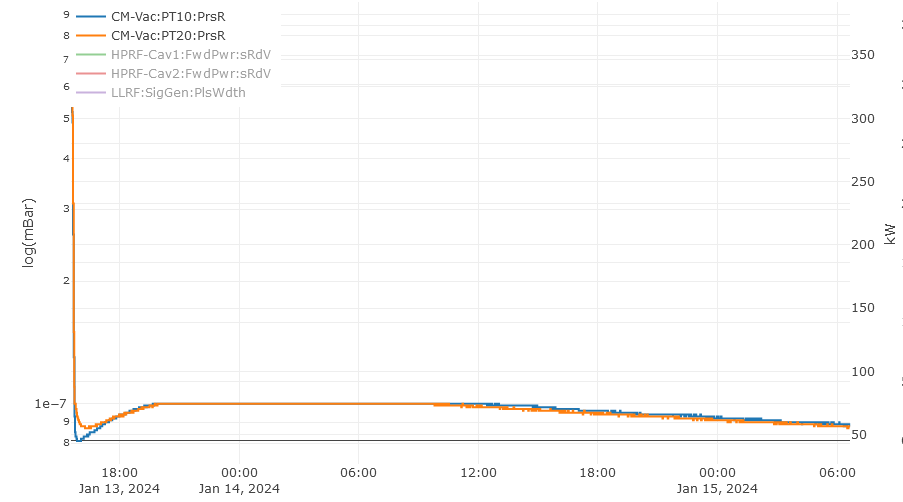 CM-Vac:PT10:PrsR
CM-Vac:PT20:PrsR
HPRF-Cav1:FwdPwr:sRdV
HPRF-Cav2:FwdPwr:sRdV
LLRF:SigGen:PlsWdth
9
8
7
6
5
4
3
2
1e−7
9
8
log(mBar)
350
300
250
200
150
100
50
kW
18:00
Jan 13, 2024
00:00
Jan 14, 2024
06:00
12:00
18:00
00:00
Jan 15, 2024
06:00